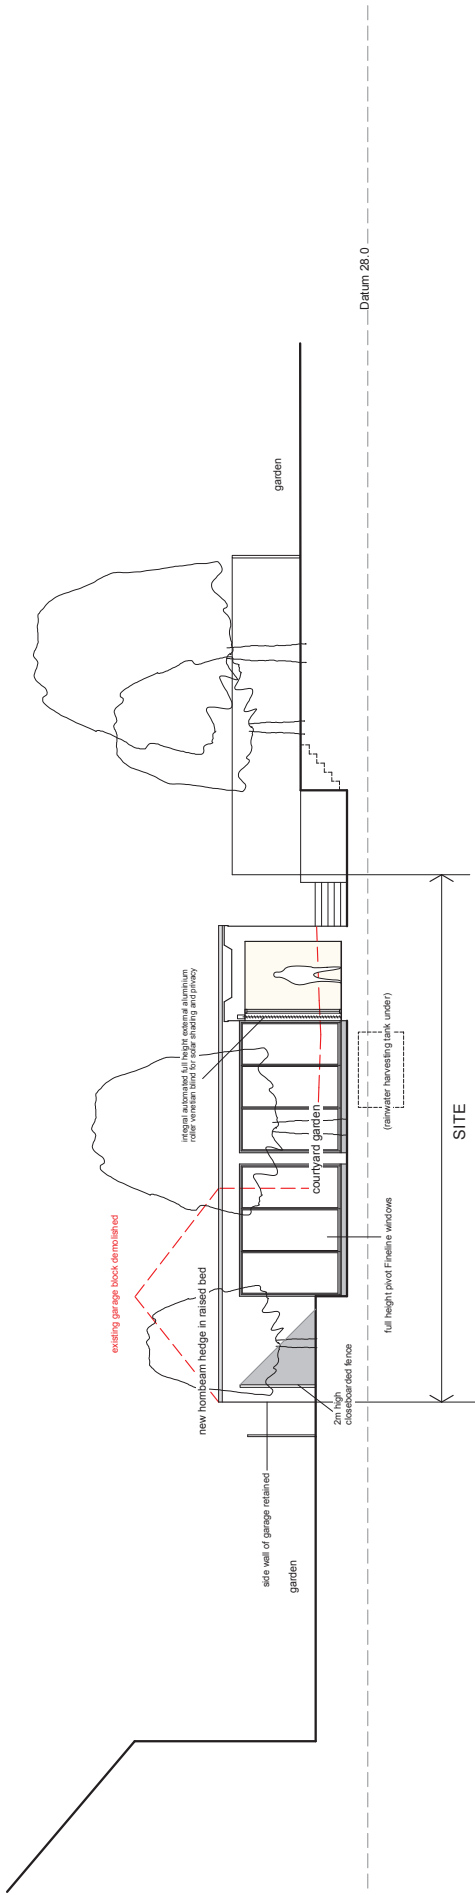 existing garage block demolished
integral automated full height external aluminium
roller venetian blind for solar shading and privacy
new hornbeam hedge in raised bed
side wall of garage retained
garden
garden
courtyard garden
2m high
closeboarded fence
Datum 28.0
full height pivot Fineline windows
(rainwater harvesting tank under)
SITE